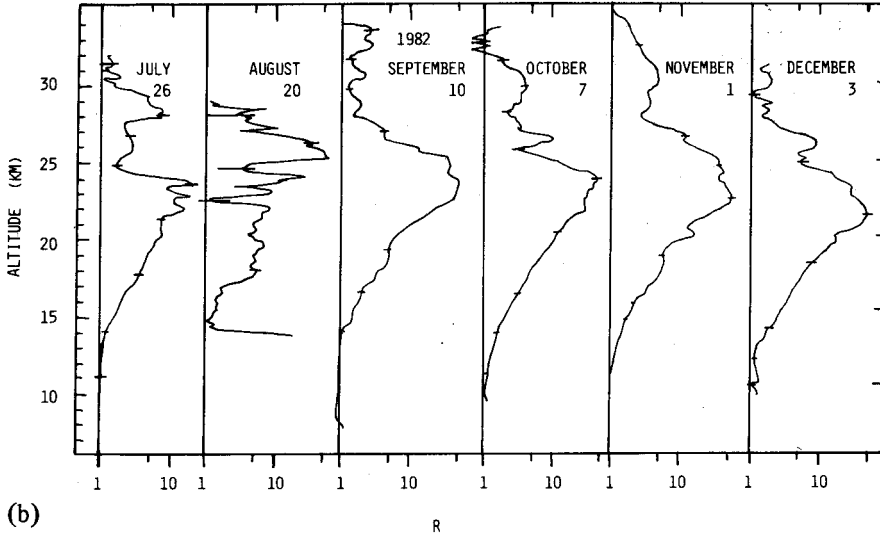 1982
JULY AUGUST SEPTEMBER OCTOBER NOVEMBER DECEMBER
26 20 10 7 1 3
ALTITUDE (KM)
30
25
20
15
10
1 10 1 10 1 10 1 10 1 10 1 10
(b)
R